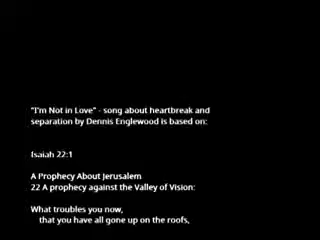 "I'm Not in Love" - song about heartbreak and
separation by Dennis Englewood is based on:
Isaiah 22:1
A Prophecy About Jerusalem
22 A prophecy against the Valley of Vision:
What troubles you now,
that you have all gone up on the roofs,